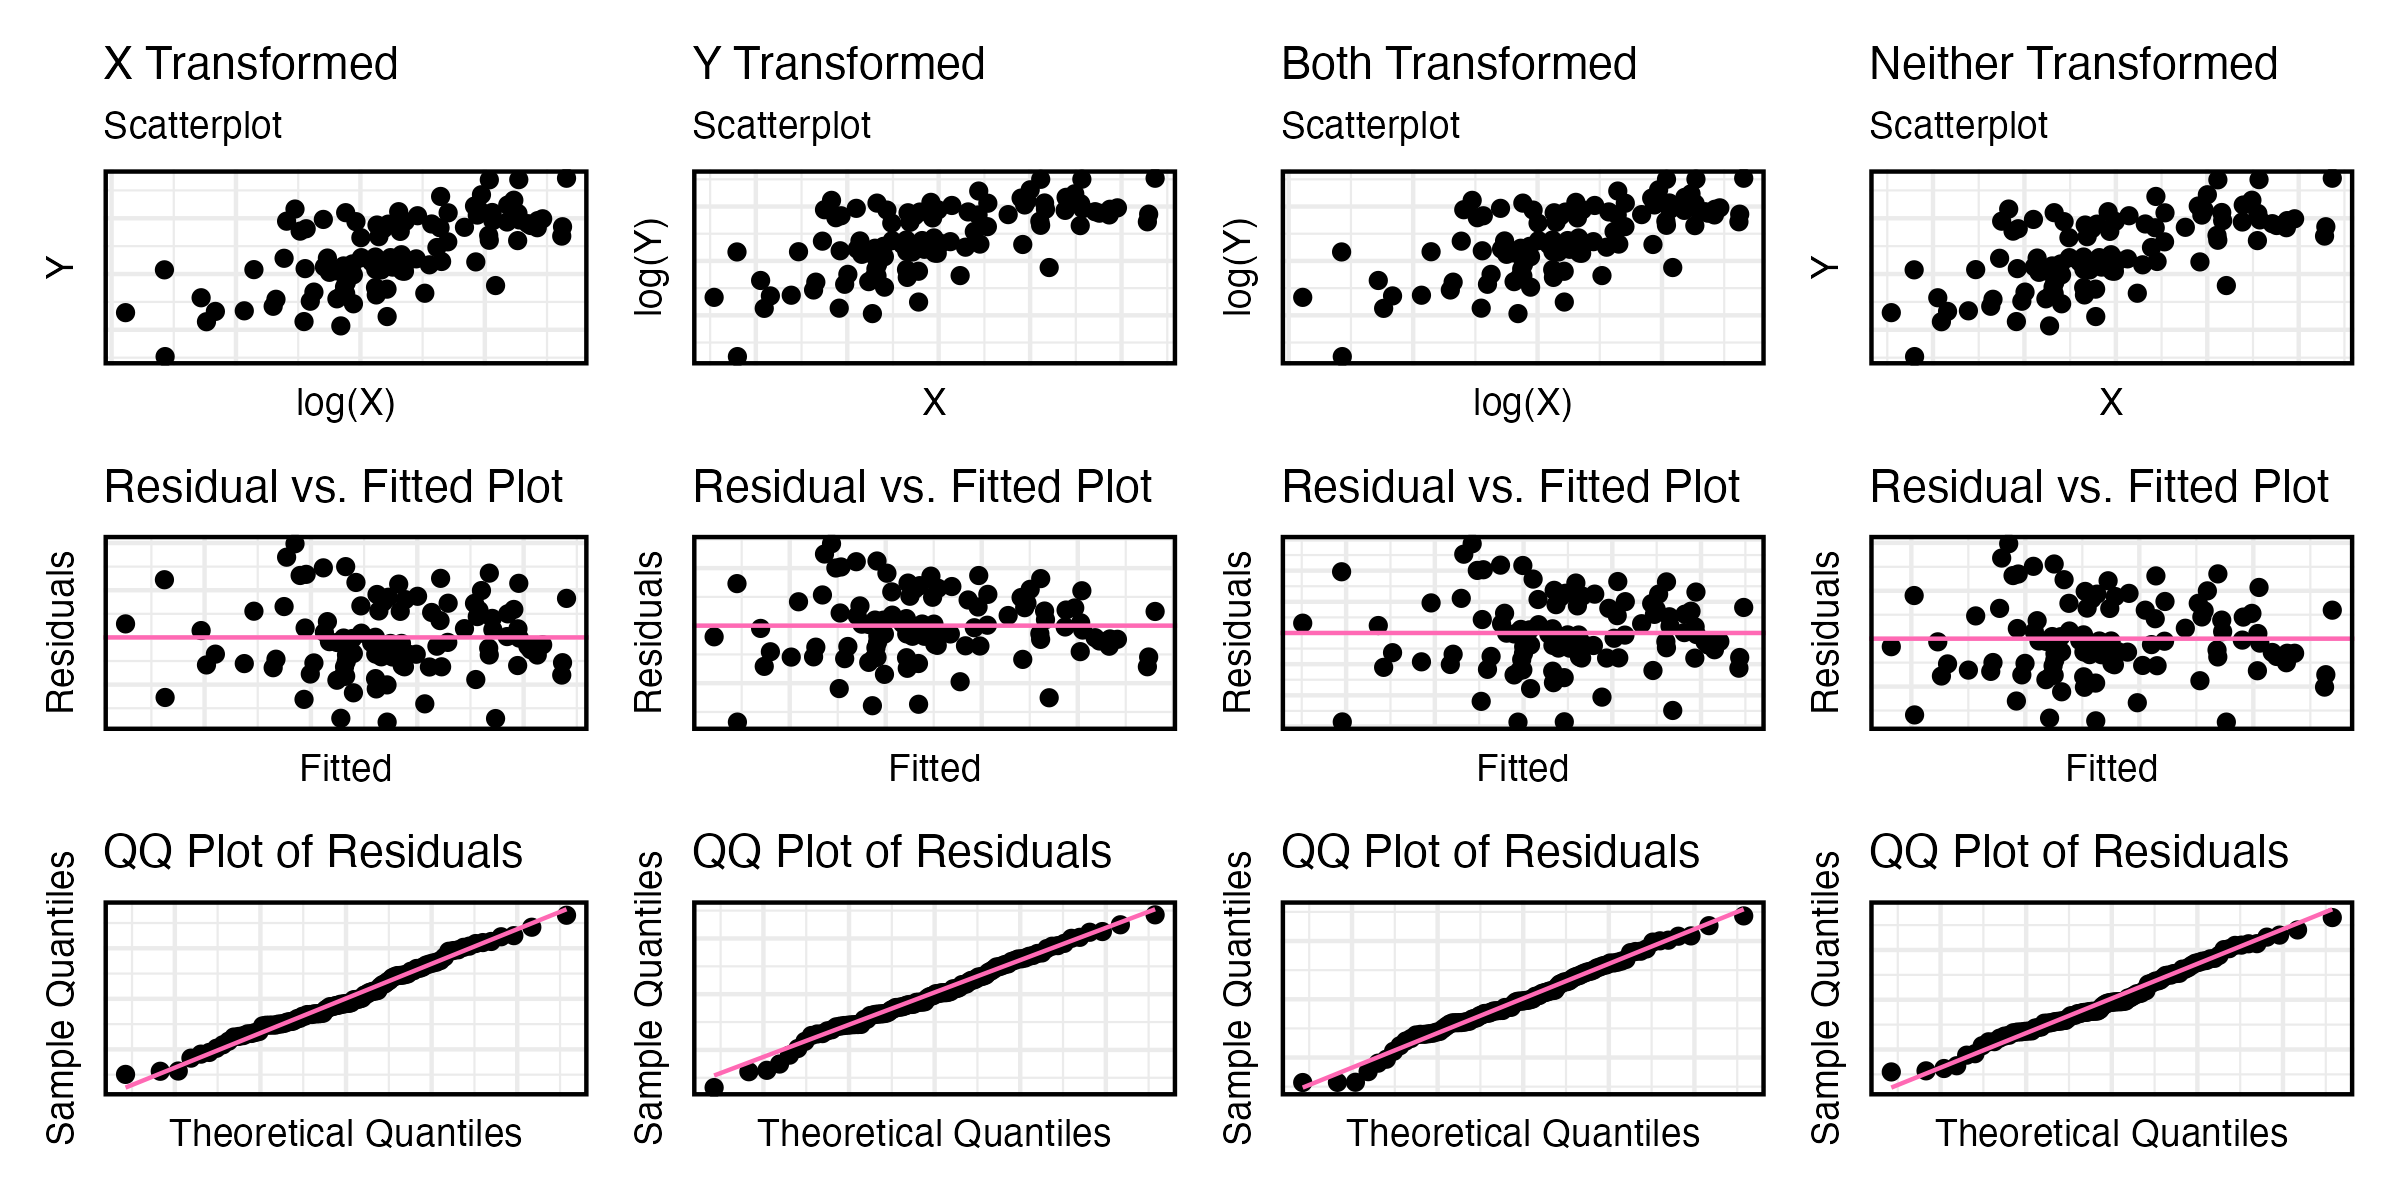 X Transformed
Y Transformed
Both Transformed
Neither Transformed
Scatterplot
Scatterplot
Scatterplot
Scatterplot
Y
log(Y)
log(Y)
Y
log(X)
X
log(X)
X
Residual vs. Fitted Plot
Residual vs. Fitted Plot
Residual vs. Fitted Plot
Residual vs. Fitted Plot
Residuals
Residuals
Residuals
Residuals
Fitted
Fitted
Fitted
Fitted
QQ Plot of Residuals
QQ Plot of Residuals
QQ Plot of Residuals
QQ Plot of Residuals
Sample Quantiles
Sample Quantiles
Sample Quantiles
Sample Quantiles
Theoretical Quantiles
Theoretical Quantiles
Theoretical Quantiles
Theoretical Quantiles